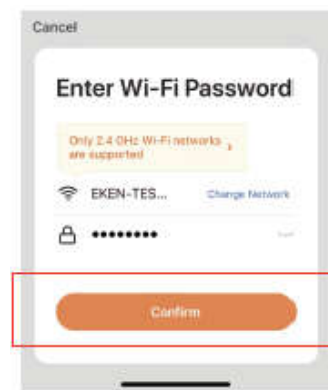 Cancel
Enter Wi-Fi Password
Only 2.4 GHz Wi-Fi networks
are supported
EKEN-TES...
Change Network
Confirm